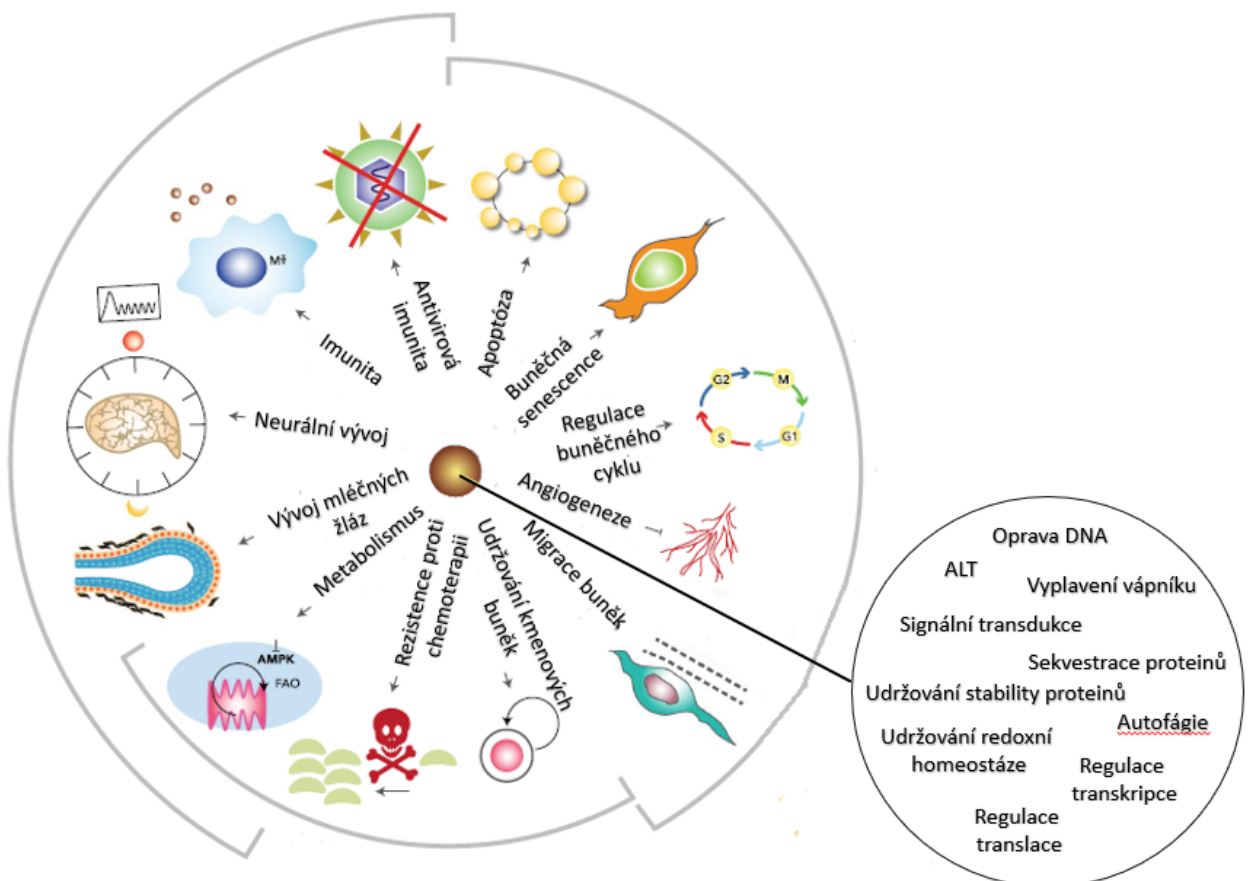 Antivirová
imunita
Apoptóza
Buněčná
senescence
G2
M
S
G1
Regulace
buněčného
cyklu
Angiogeneze
Migrace buněk
Udržování kmenových
buněk
Rezistence proti
chemoterapii
Metabolismus
AMPK
FAO
Vývoj mléčných
žláz
Neurální vývoj
Imunita
Oprava DNA
ALT
Vyplavení vápníku
Signální transdukce
Sekvestrace proteinů
Udržování stability proteinů
Autofágie
Udržování redoxní
homeostáze
Regulace
transkripce
Regulace
translace